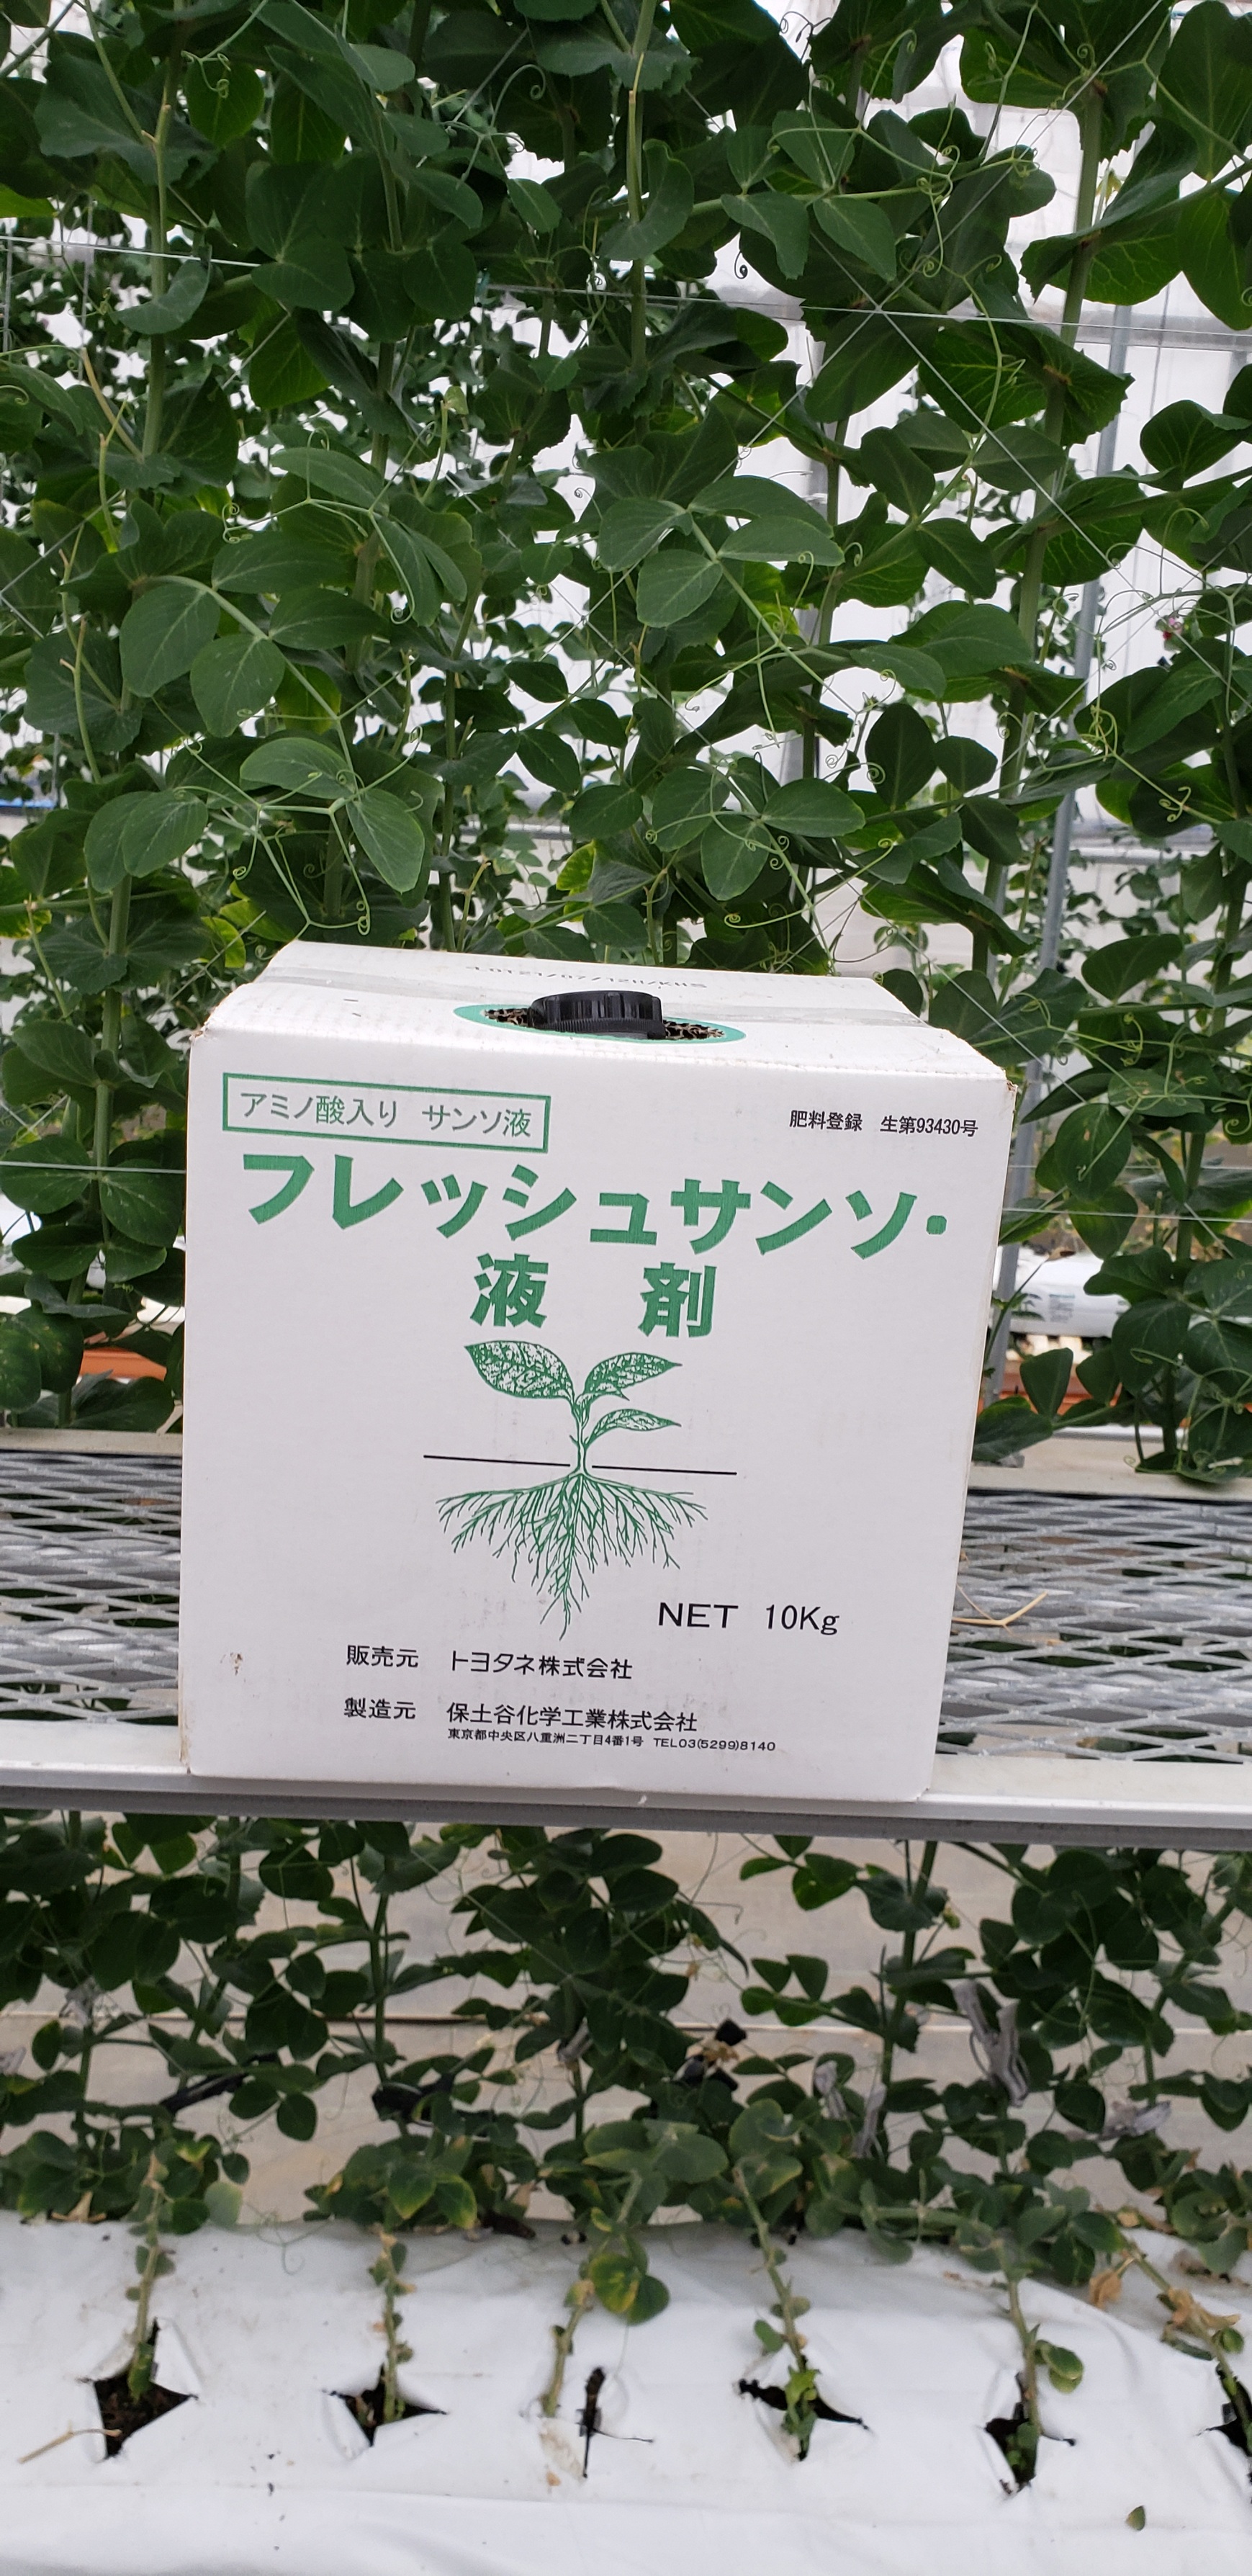 アミノ酸入り サンソ液
肥料登録 生第93430号
フレッシュサンソ・
液 剤
NET 10Kg
販売元 トヨタネ株式会社
製造元 保土谷化学工業株式会社
東京都中央区八重洲二丁目4番1号 TEL03(5299)8140